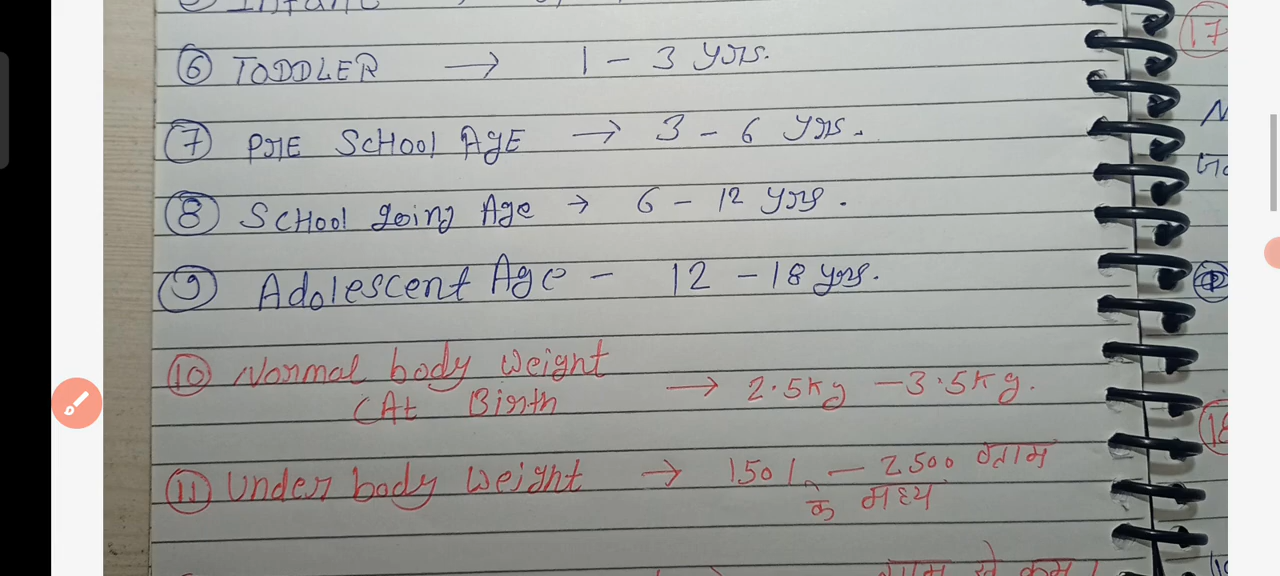 ⑥ TODDLER → 1 – 3 yrs.
⑦ PRE SCHOOl AgE → 3 – 6 Yrs.
⑧ SCHOOl going Age → 6 – 12 yrs.
⑨ Adolescent Age – 12 – 18 yrs.
⑩ Normal body Weight → 2.5Kg – 3.5Kg.
(At Birth
⑪ Under body Weight → 1501 – 2500 ग्राम
के मध्य
17
18